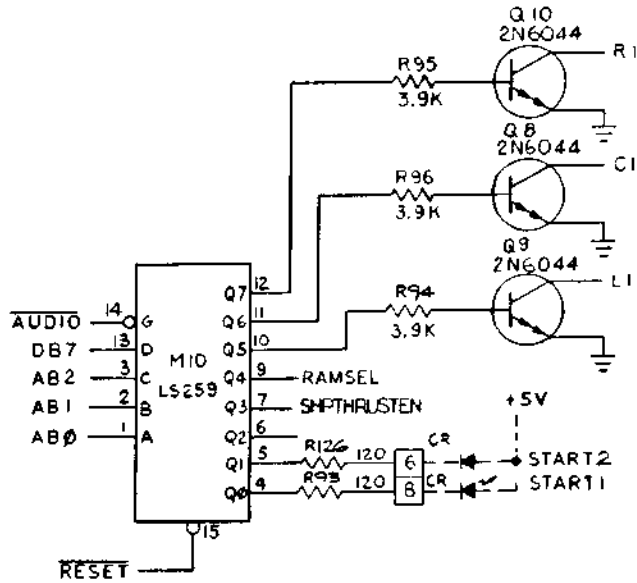 Q10
2N6044
R95
3.9K
R1
Q8
2N6044
R96
3.9K
C1
Q9
2N6044
R94
3.9K
L1
A̅U̅D̅I̅O̅ 14 G
DB7 13 D
AB2 3 C
AB1 2 B
ABØ 1 A
M10
LS259
Q7 12
Q6 11
Q5 10
Q4 9 RAMSEL
Q3 7 SHPTHRUSTEN
Q2 6
Q1 5 R126 120 6 CR START2
QØ 4 R93 120 8 CR START1
+5V
15
R̅E̅S̅E̅T̅